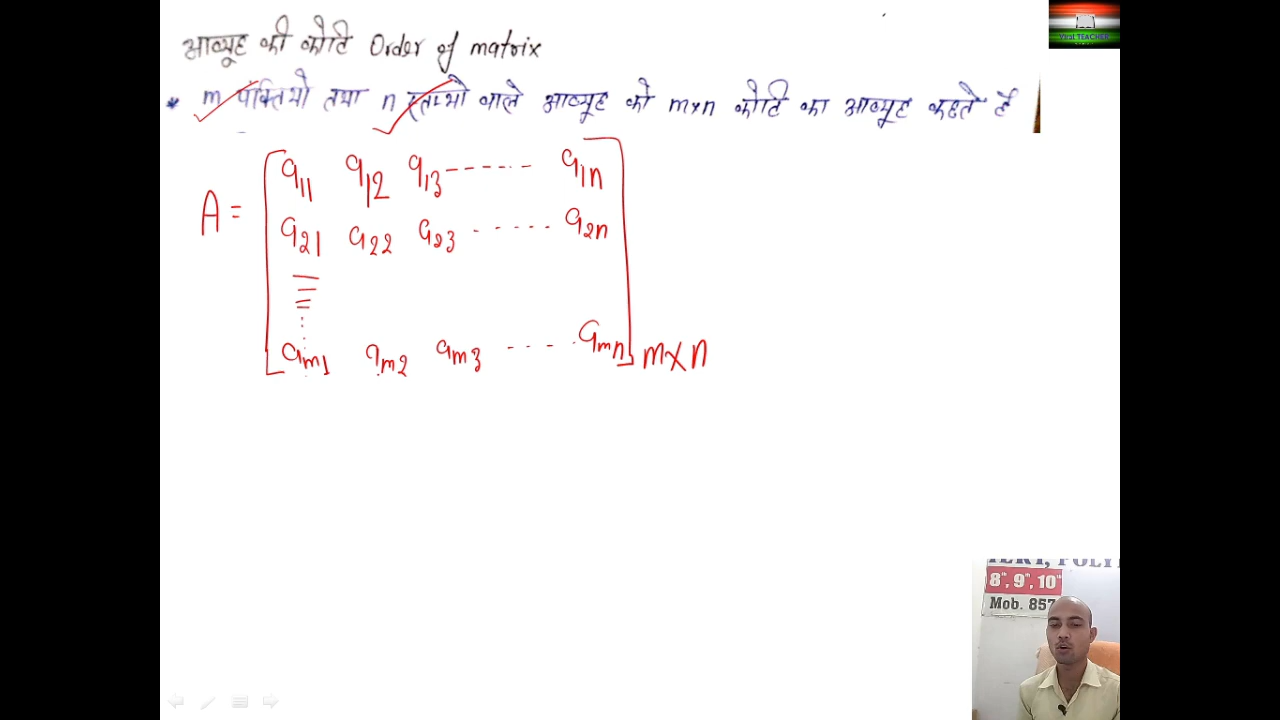 आव्यूह की कोटि Order of matrix
* m पंक्तियों तथा n स्तम्भों वाले आव्यूह को m×n कोटि का आव्यूह कहते हैं
A = [ a11 a12 a13 ------ a1n
a21 a22 a23 ...... a2n
am1 am2 am3 .... amn ] m×n
TEACHER
8", 9", 10"
Mob. 857